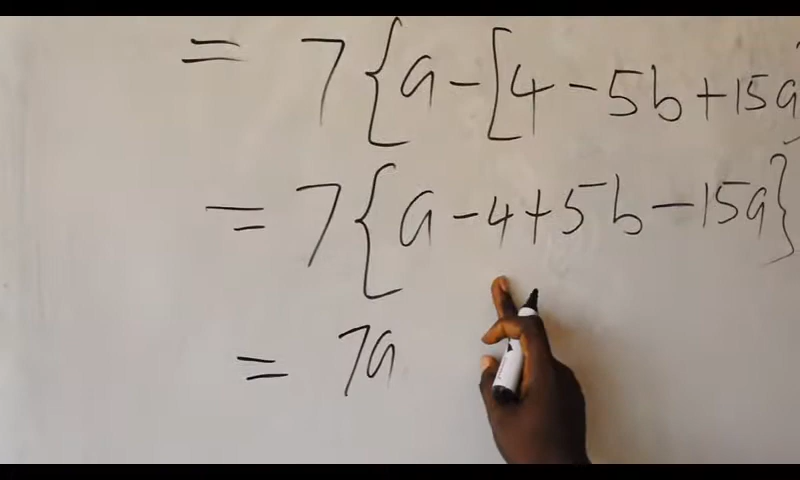 = 7{a-[4-5b+15a
= 7{a-4+5b-15a}
= 7a